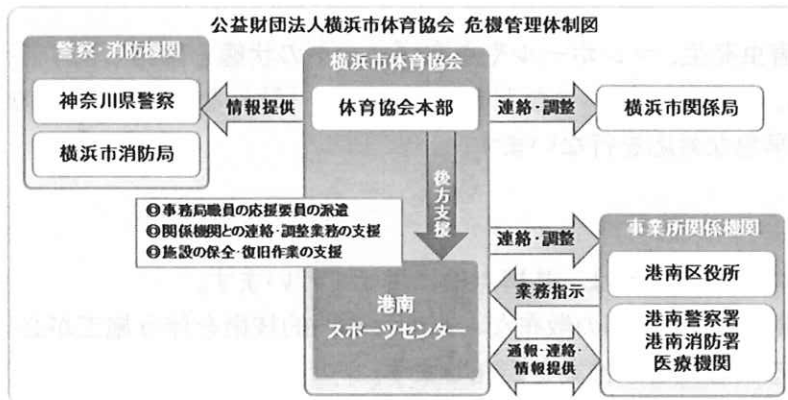 公益財団法人横浜市体育協会 危機管理体制図
警察・消防機関
神奈川県警察
横浜市消防局
情報提供
横浜市体育協会
体育協会本部
連絡・調整
横浜市関係局
後方支援
❶事務局職員の応援要員の派遣
❷関係機関との連絡・調整業務の支援
❸施設の保全・復旧作業の支援
港南
スポーツセンター
連絡・調整
業務指示
通報・連絡・
情報提供
事業所関係機関
港南区役所
港南警察署
港南消防署
医療機関